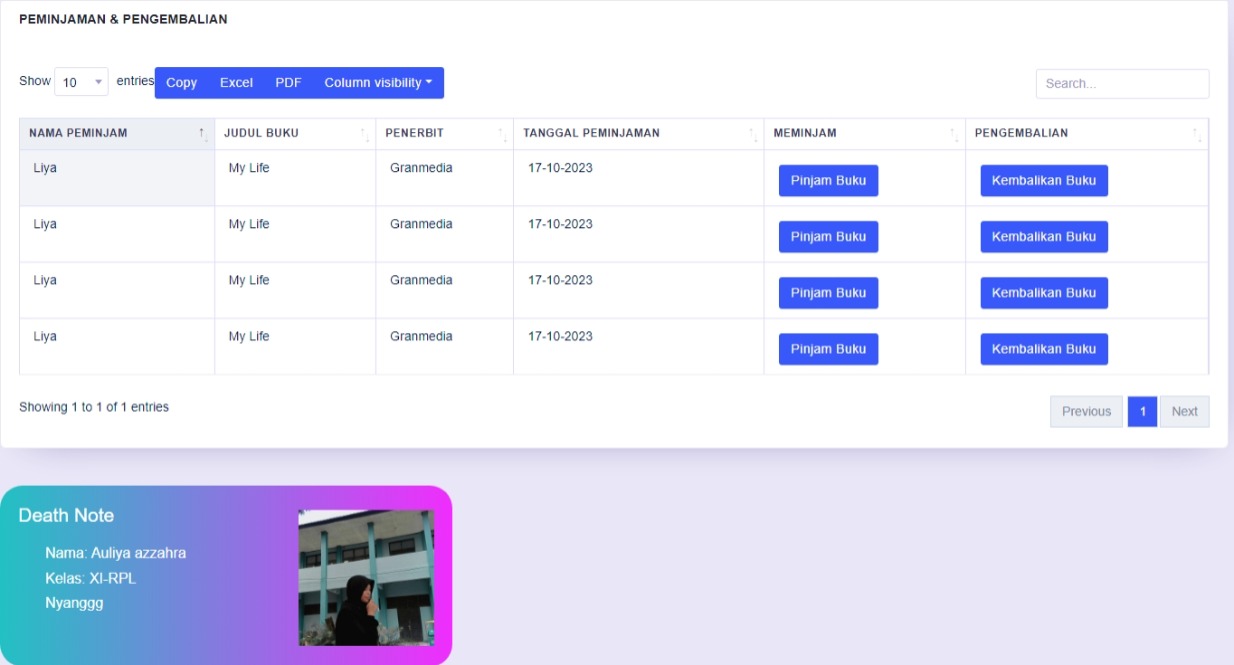 PEMINJAMAN & PENGEMBALIAN
Show 10 entries Copy Excel PDF Column visibility Search...
NAMA PEMINJAM JUDUL BUKU PENERBIT TANGGAL PEMINJAMAN MEMINJAM PENGEMBALIAN
Liya My Life Granmedia 17-10-2023 Pinjam Buku Kembalikan Buku
Liya My Life Granmedia 17-10-2023 Pinjam Buku Kembalikan Buku
Liya My Life Granmedia 17-10-2023 Pinjam Buku Kembalikan Buku
Liya My Life Granmedia 17-10-2023 Pinjam Buku Kembalikan Buku
Showing 1 to 1 of 1 entries Previous 1 Next
Death Note
Nama: Auliya azzahra
Kelas: XI-RPL
Nyanggg